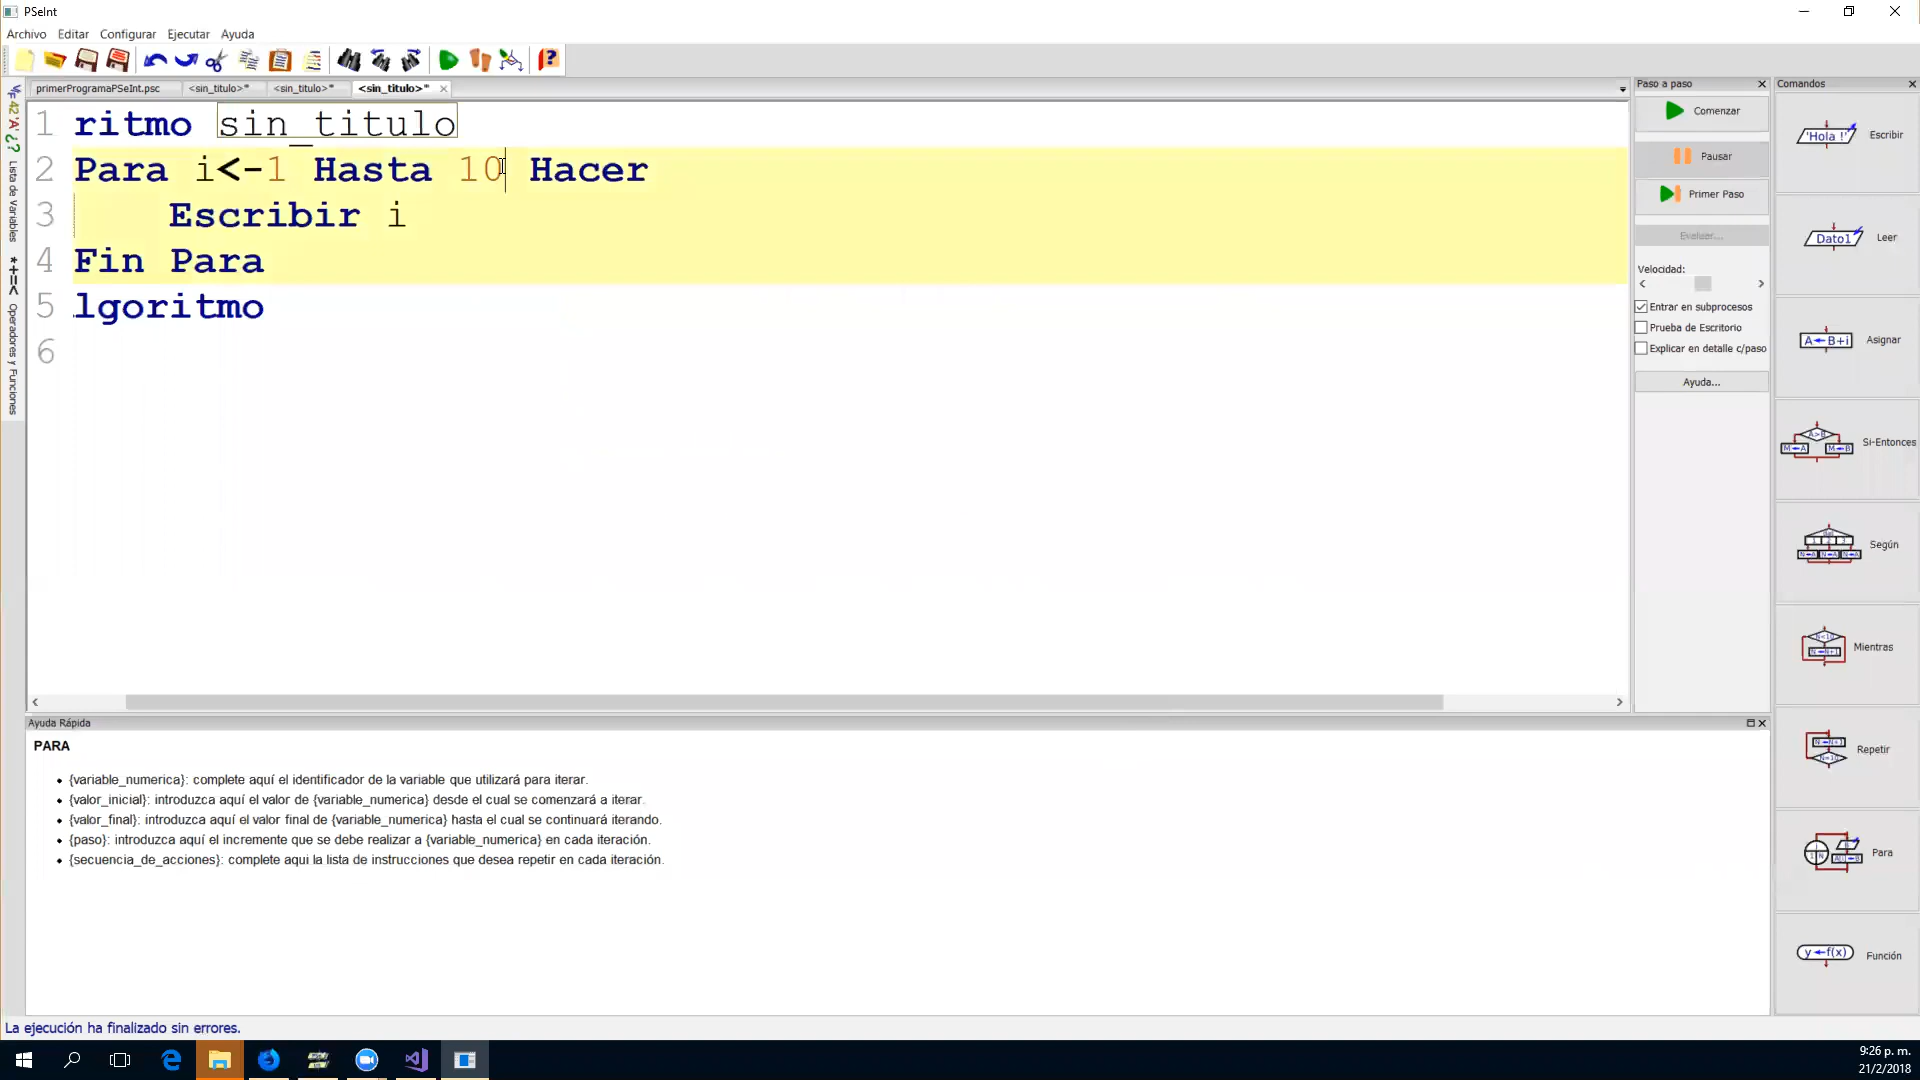 PSeInt
Archivo Editar Configurar Ejecutar Ayuda
primerProgramaPSeInt.psc <sin_titulo>* <sin_titulo>* <sin_titulo>*
Lista de Variables
Operadores y Funciones
1 ritmo sin_titulo
2 Para i<-1 Hasta 10 Hacer
3 Escribir i
4 Fin Para
5 lgoritmo
6
Paso a paso
Comenzar
Pausar
Primer Paso
Evaluar...
Velocidad:
Entrar en subprocesos
Prueba de Escritorio
Explicar en detalle c/paso
Ayuda...
Comandos
'Hola !' Escribir
Dato1 Leer
A←B+i Asignar
Si-Entonces
Según
Mientras
Repetir
Para
y←f(x) Función
Ayuda Rápida
PARA
• {variable_numerica}: complete aquí el identificador de la variable que utilizará para iterar.
• {valor_inicial}: introduzca aquí el valor de {variable_numerica} desde el cual se comenzará a iterar.
• {valor_final}: introduzca aquí el valor final de {variable_numerica} hasta el cual se continuará iterando.
• {paso}: introduzca aquí el incremente que se debe realizar a {variable_numerica} en cada iteración.
• {secuencia_de_acciones}: complete aqui la lista de instrucciones que desea repetir en cada iteración.
La ejecución ha finalizado sin errores.
9:26 p. m.
21/2/2018